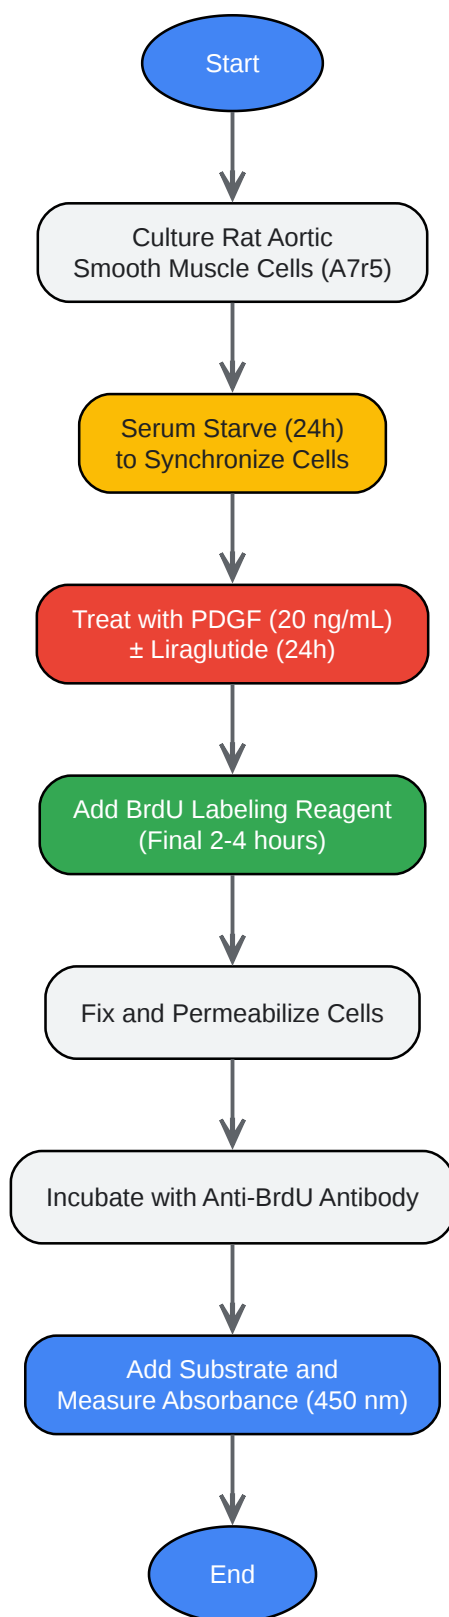 Start
Culture Rat Aortic
Smooth Muscle Cells (A7r5)
Serum Starve (24h)
to Synchronize Cells
Treat with PDGF (20 ng/mL)
± Liraglutide (24h)
Add BrdU Labeling Reagent
(Final 2-4 hours)
Fix and Permeabilize Cells
Incubate with Anti-BrdU Antibody
Add Substrate and
Measure Absorbance (450 nm)
End